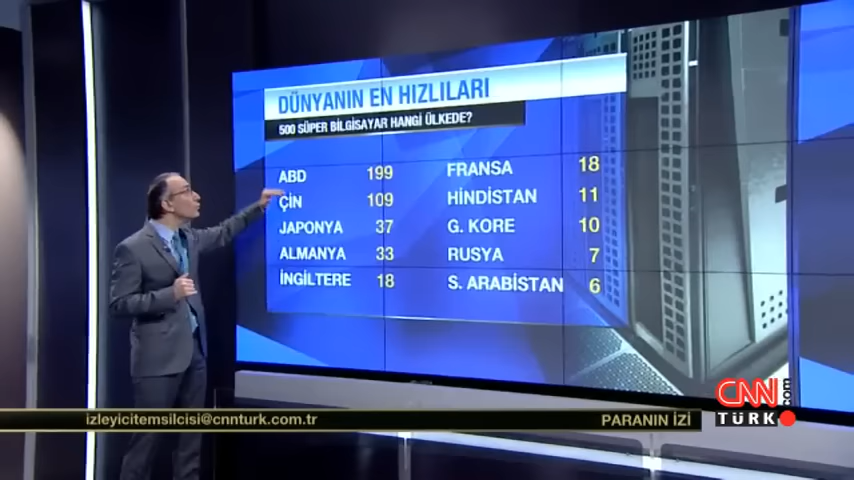 DÜNYANIN EN HIZLILARI
500 SÜPER BİLGİSAYAR HANGİ ÜLKEDE?
ABD 199
ÇİN 109
JAPONYA 37
ALMANYA 33
İNGİLTERE 18
FRANSA 18
HİNDİSTAN 11
G. KORE 10
RUSYA 7
S. ARABİSTAN 6
izleyicitemsilcisi@cnnturk.com.tr
PARANIN İZİ
CNN
TÜRK
.com